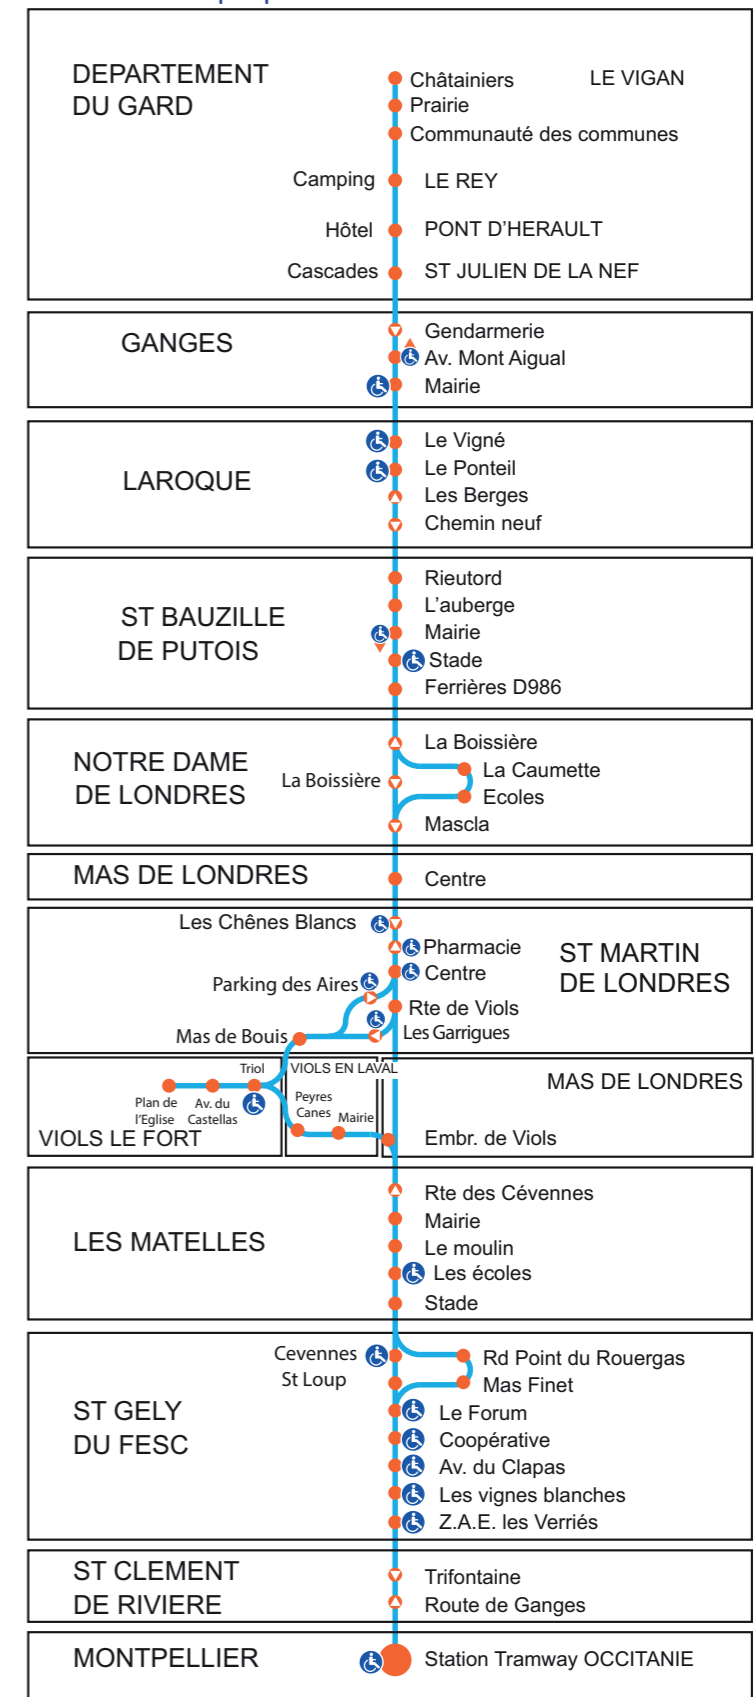 DEPARTEMENT
DU GARD
Châtainiers
LE VIGAN
Prairie
Communauté des communes
Camping
LE REY
Hôtel
PONT D'HERAULT
Cascades
ST JULIEN DE LA NEF
GANGES
Gendarmerie
Av. Mont Aigual
Mairie
LAROQUE
Le Vigné
Le Ponteil
Les Berges
Chemin neuf
ST BAUZILLE
DE PUTOIS
Rieutord
L'auberge
Mairie
Stade
Ferrières D986
NOTRE DAME
DE LONDRES
La Boissière
La Caumette
La Boissière
Ecoles
Mascla
MAS DE LONDRES
Centre
Les Chênes Blancs
Pharmacie
Centre
ST MARTIN
DE LONDRES
Parking des Aires
Rte de Viols
Les Garrigues
Mas de Bouis
Triol
VIOLS EN LAVAL
MAS DE LONDRES
Plan de
l'Eglise
Av. du
Castellas
Peyres
Canes
Mairie
VIOLS LE FORT
Embr. de Viols
LES MATELLES
Rte des Cévennes
Mairie
Le moulin
Les écoles
Stade
ST GELY
DU FESC
Cevennes
St Loup
Rd Point du Rouergas
Mas Finet
Le Forum
Coopérative
Av. du Clapas
Les vignes blanches
Z.A.E. les Verriés
ST CLEMENT
DE RIVIERE
Trifontaine
Route de Ganges
MONTPELLIER
Station Tramway OCCITANIE